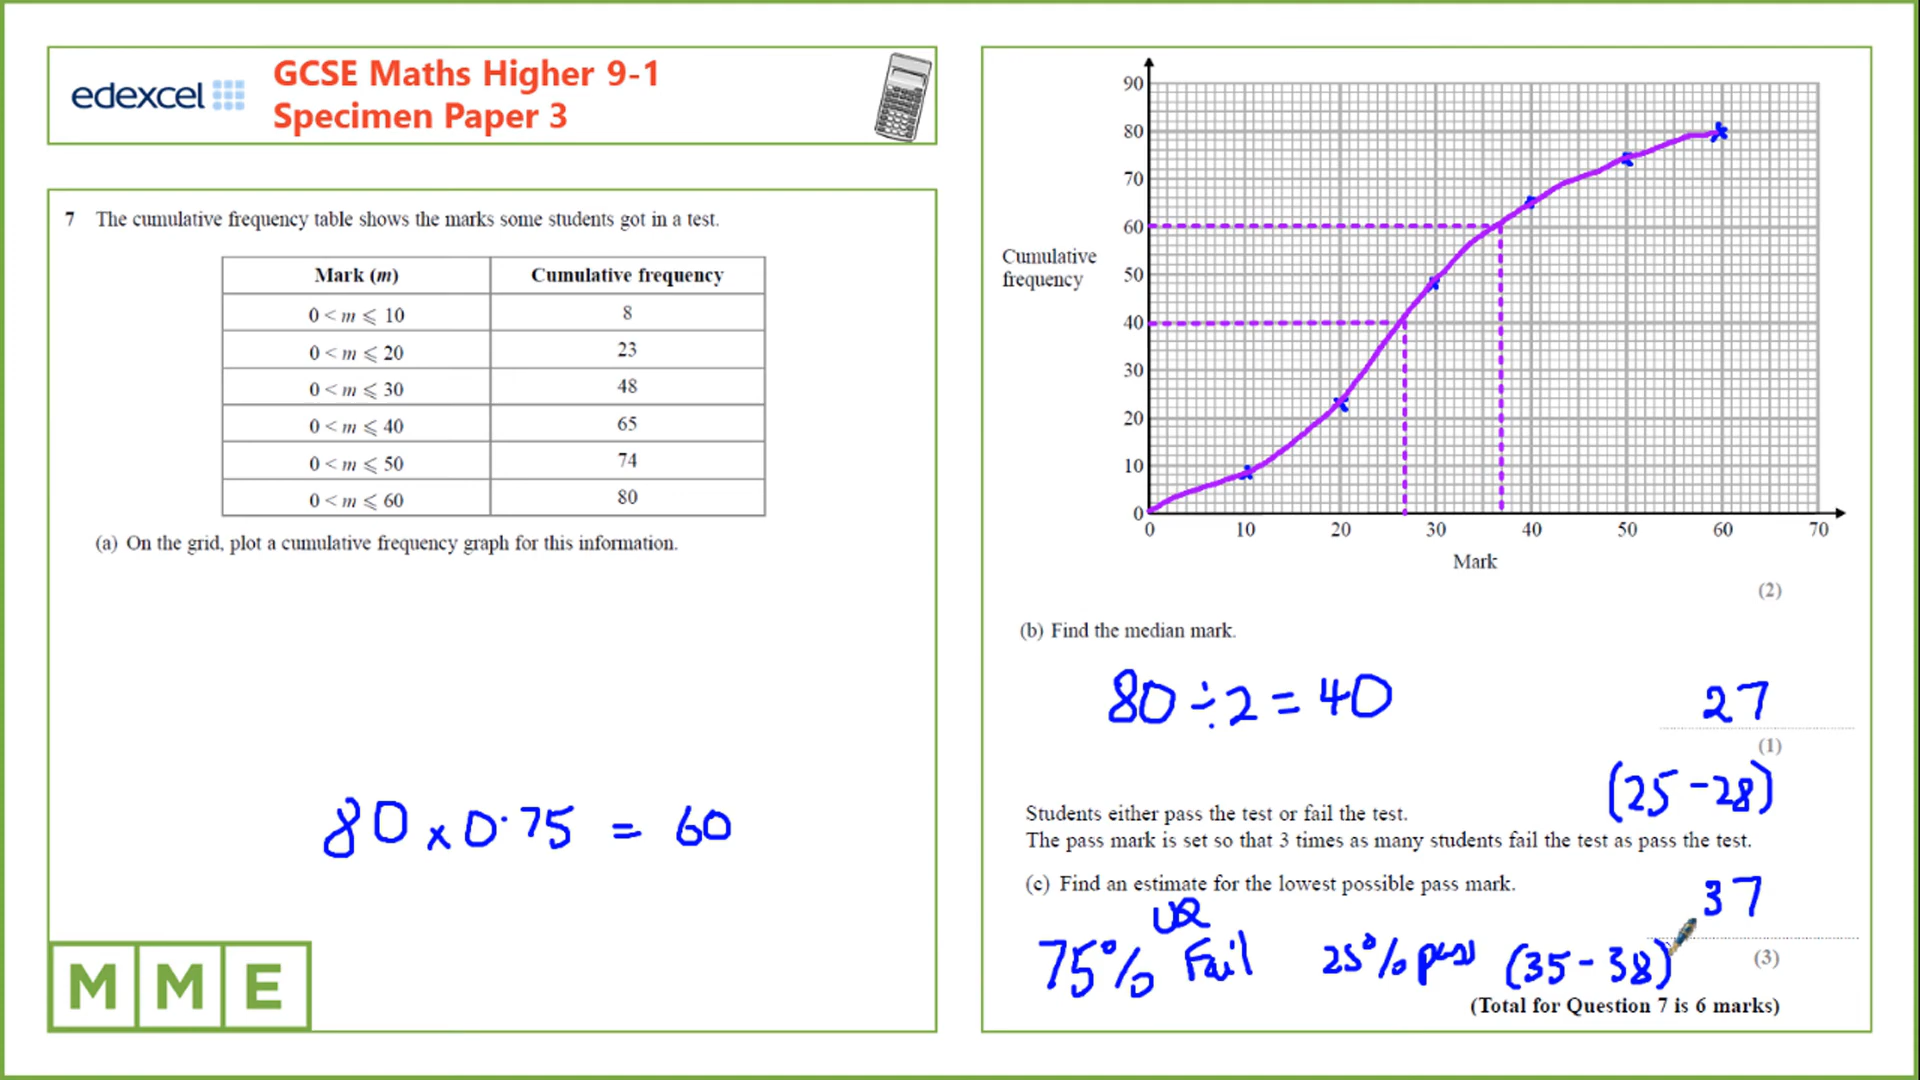 edexcel
GCSE Maths Higher 9-1
Specimen Paper 3
7 The cumulative frequency table shows the marks some students got in a test.
Mark (m) Cumulative frequency
0 < m ⩽ 10 8
0 < m ⩽ 20 23
0 < m ⩽ 30 48
0 < m ⩽ 40 65
0 < m ⩽ 50 74
0 < m ⩽ 60 80
(a) On the grid, plot a cumulative frequency graph for this information.
80 × 0.75 = 60
MME
90
80
70
60
Cumulative
frequency
50
40
30
20
10
0
0 10 20 30 40 50 60 70
Mark
(2)
(b) Find the median mark.
80 ÷ 2 = 40
27
(1)
(25 - 28)
Students either pass the test or fail the test.
The pass mark is set so that 3 times as many students fail the test as pass the test.
(c) Find an estimate for the lowest possible pass mark.
37
UQ
75% Fail 25% pass (35 - 38)
(3)
(Total for Question 7 is 6 marks)